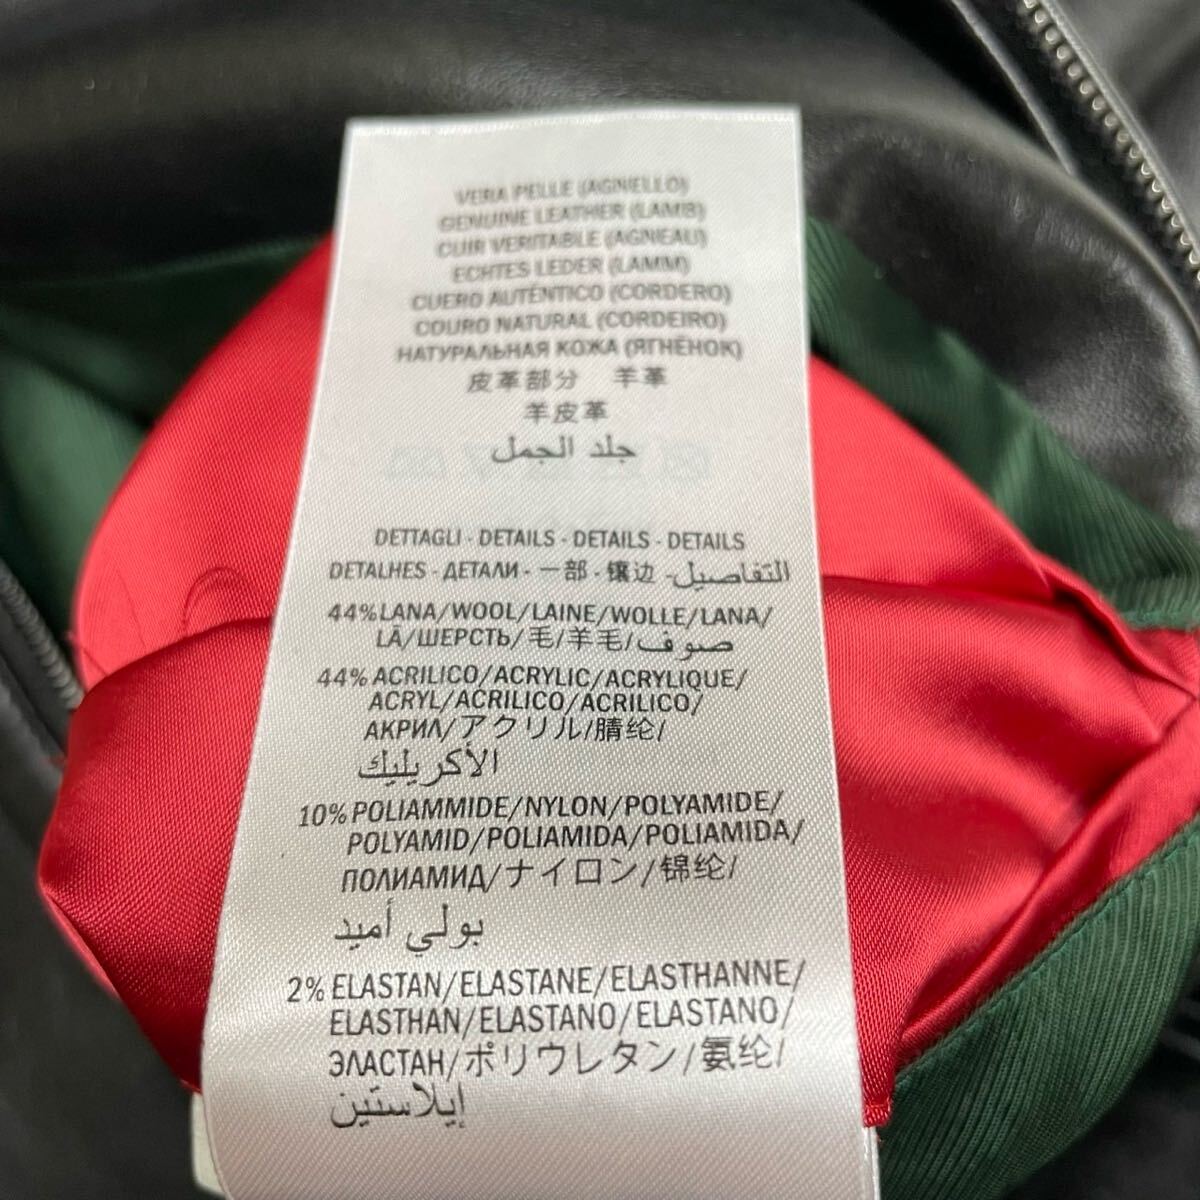 VERA PELLE (AGNIELLO)
GENUINE LEATHER (LAMB)
CUIR VERITABLE (AGNEAU)
ECHTES LEDER (LAMM)
CUERO AUTÉNTICO (CORDERO)
COURO NATURAL (CORDEIRO)
НАТУРАЛЬНАЯ КОЖА (ЯГНЁНОК)
皮革部分 羊革
羊皮革
جلد الجمل
DETTAGLI - DETAILS - DETAILS - DETAILS
DETALHES - ДЕТАЛИ - 一部 - 镶边 - التفاصيل
44% LANA/WOOL/LAINE/WOLLE/LANA/
LÃ/ШЕРСТЬ/毛/羊毛/صوف
44% ACRILICO/ACRYLIC/ACRYLIQUE/
ACRYL/ACRILICO/ACRILICO/
АКРИЛ/アクリル/腈纶/
الأكريليك
10% POLIAMMIDE/NYLON/POLYAMIDE/
POLYAMID/POLIAMIDA/POLIAMIDA/
ПОЛИАМИД/ナイロン/锦纶/
بولي أميد
2% ELASTAN/ELASTANE/ELASTHANNE/
ELASTHAN/ELASTANO/ELASTANO/
ЭЛАСТАН/ポリウレタン/氨纶/
إيلاستين